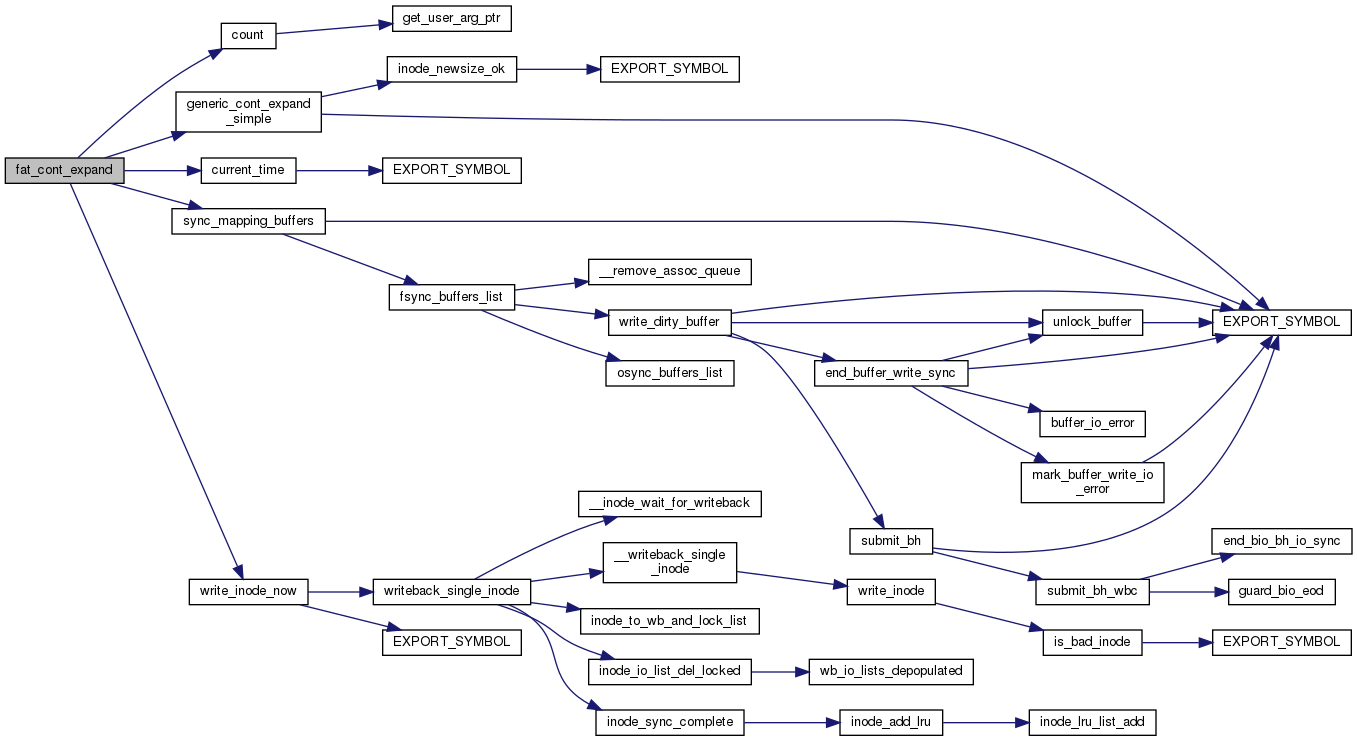 get_user_arg_ptr
count
inode_newsize_ok
EXPORT_SYMBOL
generic_cont_expand
_simple
fat_cont_expand
current_time
EXPORT_SYMBOL
sync_mapping_buffers
__remove_assoc_queue
fsync_buffers_list
write_dirty_buffer
unlock_buffer
EXPORT_SYMBOL
osync_buffers_list
end_buffer_write_sync
buffer_io_error
mark_buffer_write_io
_error
__inode_wait_for_writeback
submit_bh
end_bio_bh_io_sync
__writeback_single
_inode
write_inode_now
writeback_single_inode
write_inode
submit_bh_wbc
guard_bio_eod
inode_to_wb_and_lock_list
EXPORT_SYMBOL
is_bad_inode
EXPORT_SYMBOL
inode_io_list_del_locked
wb_io_lists_depopulated
inode_sync_complete
inode_add_lru
inode_lru_list_add